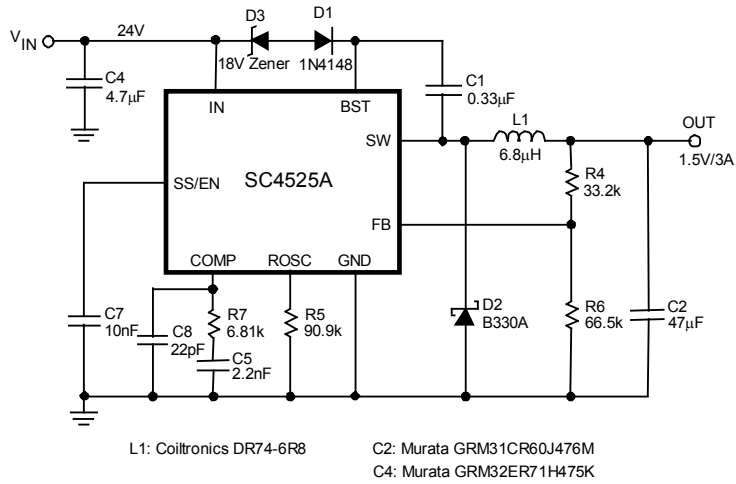 V IN
24V
D3
D1
18V Zener
1N4148
C4
4.7μF
C1
0.33μF
IN
BST
SW
L1
6.8μH
OUT
1.5V/3A
SS/EN
SC4525A
R4
33.2k
FB
COMP
ROSC
GND
C7
10nF
C8
22pF
R7
6.81k
C5
2.2nF
R5
90.9k
D2
B330A
R6
66.5k
C2
47μF
L1: Coiltronics DR74-6R8
C2: Murata GRM31CR60J476M
C4: Murata GRM32ER71H475K